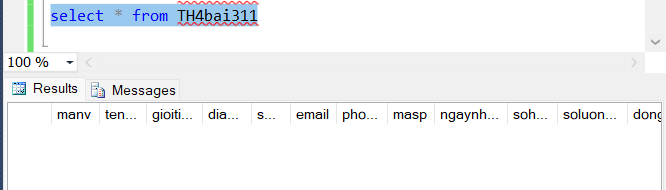 select * from TH4bai311
100 %
Results Messages
manv ten... gioiti... dia... s... email pho... masp ngaynh... soh... soluon... dong